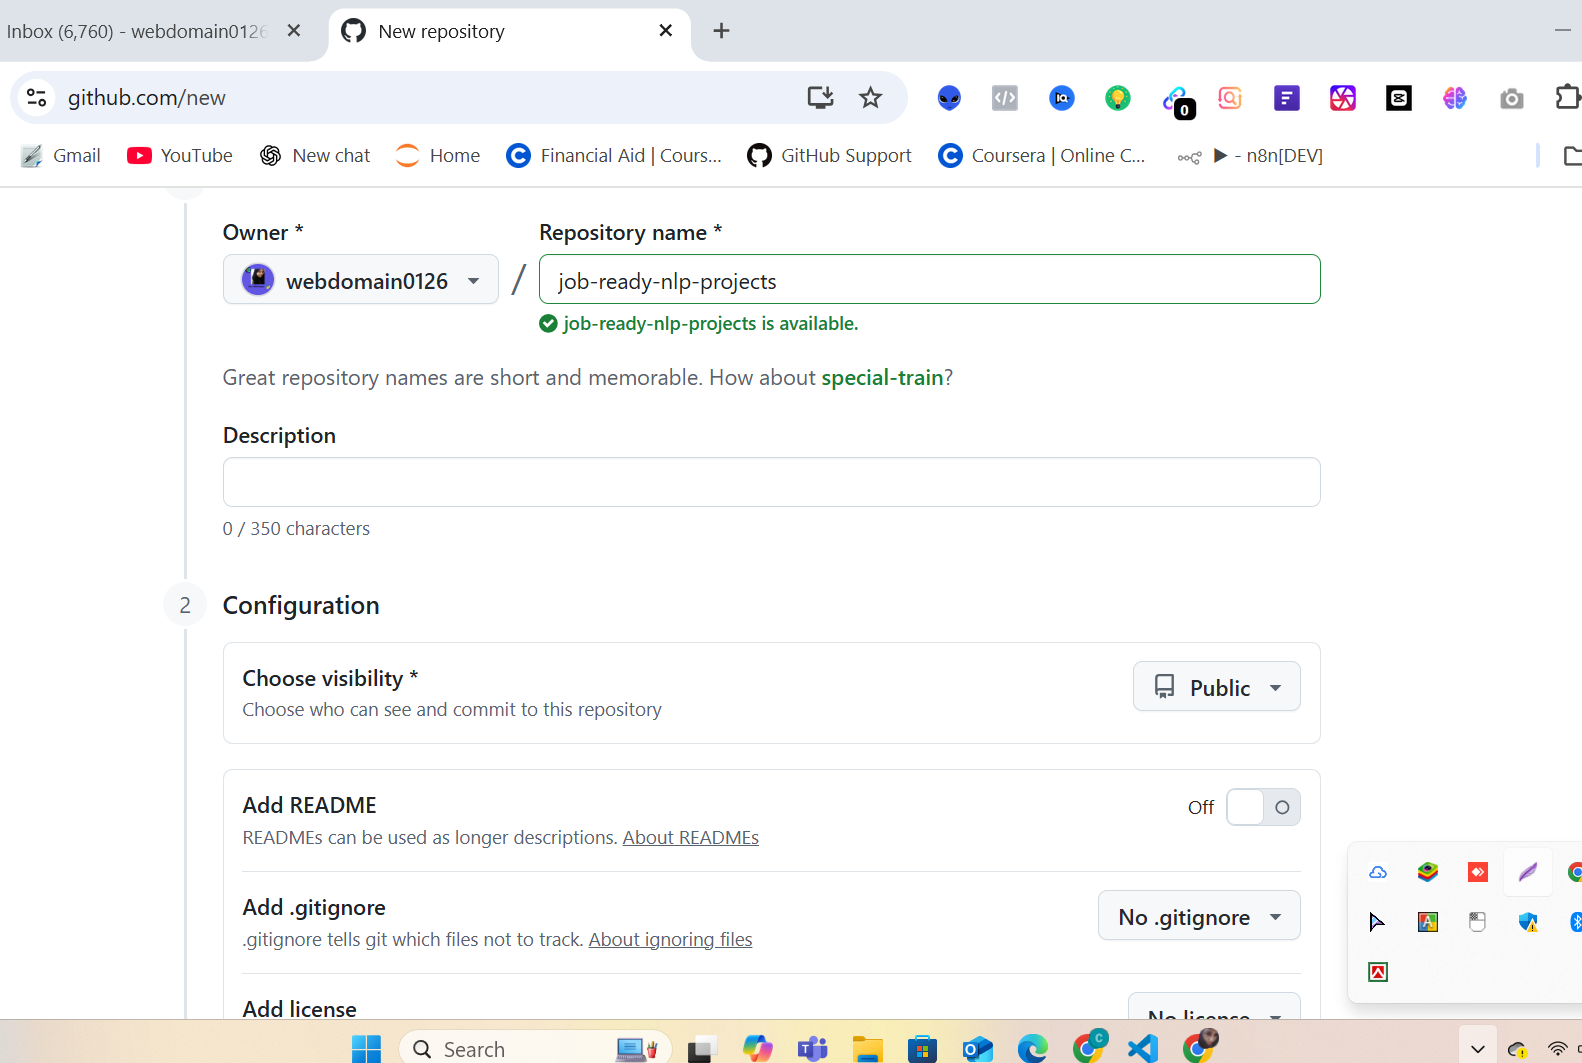 Inbox (6,760) - webdomain0126
New repository
github.com/new
0
Gmail
YouTube
New chat
Home
Financial Aid | Cours...
GitHub Support
Coursera | Online C...
▶ - n8n[DEV]
Owner *
Repository name *
webdomain0126
/
job-ready-nlp-projects
job-ready-nlp-projects is available.
Great repository names are short and memorable. How about special-train?
Description
0 / 350 characters
2
Configuration
Choose visibility *
Choose who can see and commit to this repository
Public
Add README
READMEs can be used as longer descriptions. About READMEs
Off
Add .gitignore
.gitignore tells git which files not to track. About ignoring files
No .gitignore
Add license
No license
Search